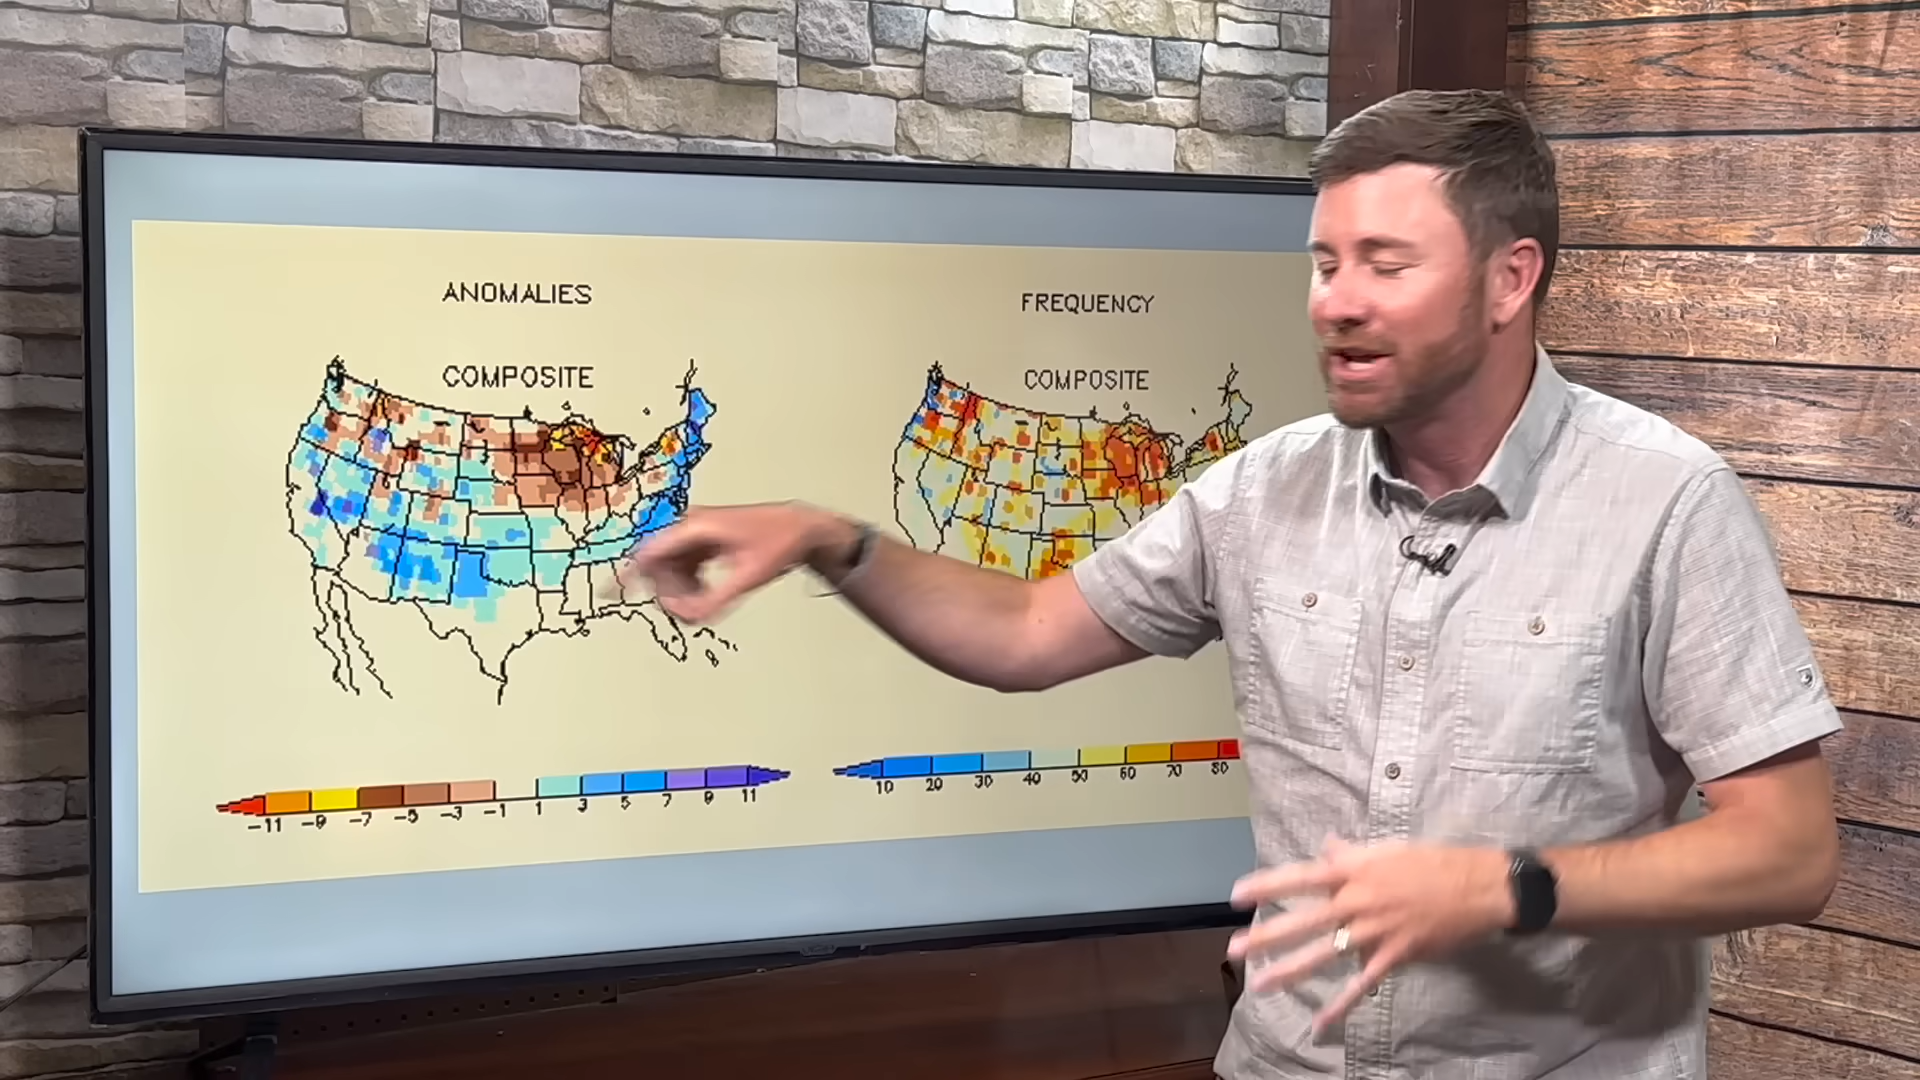 ANOMALIES
COMPOSITE
-11 -9 -7 -5 -3 -1 1 3 5 7 9 11
FREQUENCY
COMPOSITE
10 20 30 40 50 60 70 80